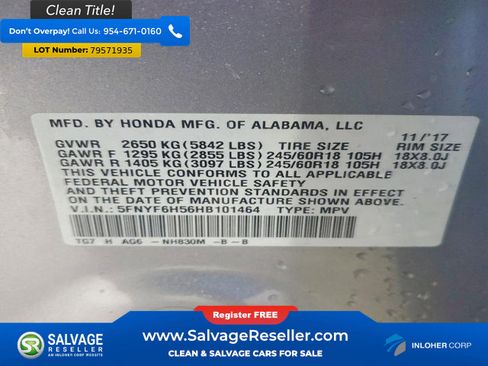 Clean Title!
Don't Overpay! Call Us: 954-671-0160
LOT Number: 79571935
MFD. BY HONDA MFG. OF ALABAMA, LLC
11/'17
GVWR 2650 KG(5842 LBS) TIRE SIZE RIM SIZE
GAWR F 1295 KG (2855 LBS) 245/60R18 105H 18X8.0J
GAWR R 1405 KG (3097 LBS) 245/60R18 105H 18X8.0J
THIS VEHICLE CONFORMS TO ALL APPLICABLE
FEDERAL MOTOR VEHICLE SAFETY
AND THEFT PREVENTION STANDARDS IN EFFECT
ON THE DATE OF MANUFACTURE SHOWN ABOVE.
V.I.N.: 5FNYF6H56HB101464 TYPE: MPV
TG7 H AG6 -NH830M -B -B
Register FREE!
SALVAGE
RESELLER
AN INLOHER CORP WEBSITE
www.SalvageReseller.com
CLEAN & SALVAGE CARS FOR SALE
INLOHER CORP